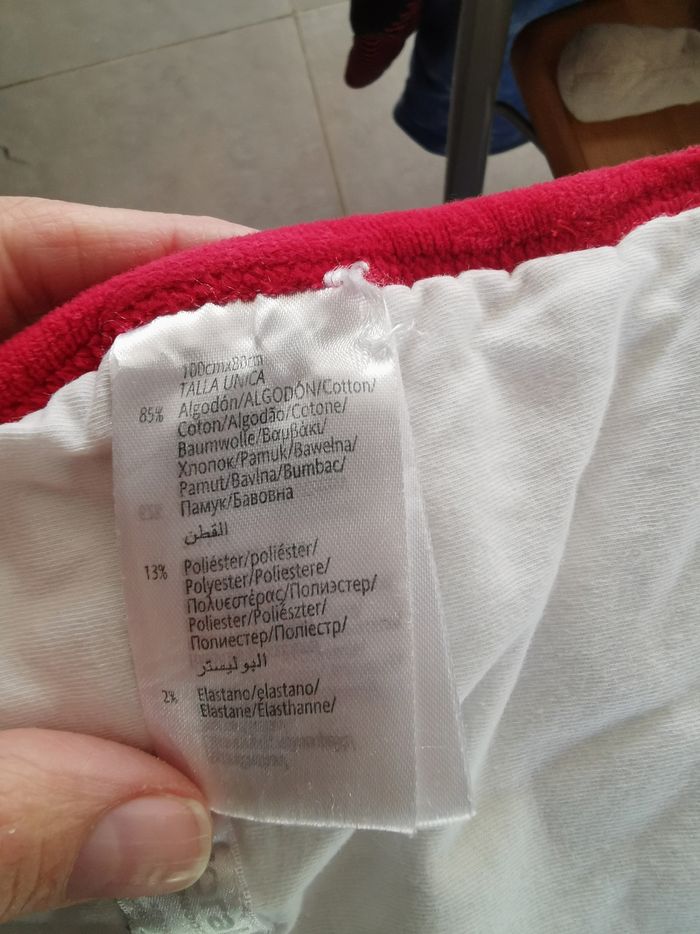 100cmx80cm
TALLA UNICA
85% Algodón/ALGODÓN/Cotton/
Coton/Algodão/Cotone/
Baumwolle/Βαμβάκι/
Хлопок/Pamuk/Bawełna/
Pamut/Bavlna/Bumbac/
Памук/Бавовна
القطن
13% Poliéster/poliéster/
Polyester/Poliestere/
Πολυεστέρας/Полиэстер/
Poliester/Poliészter/
Полиестер/Поліестр/
البوليستر
2% Elastano/elastano/
Elastane/Élasthanne/